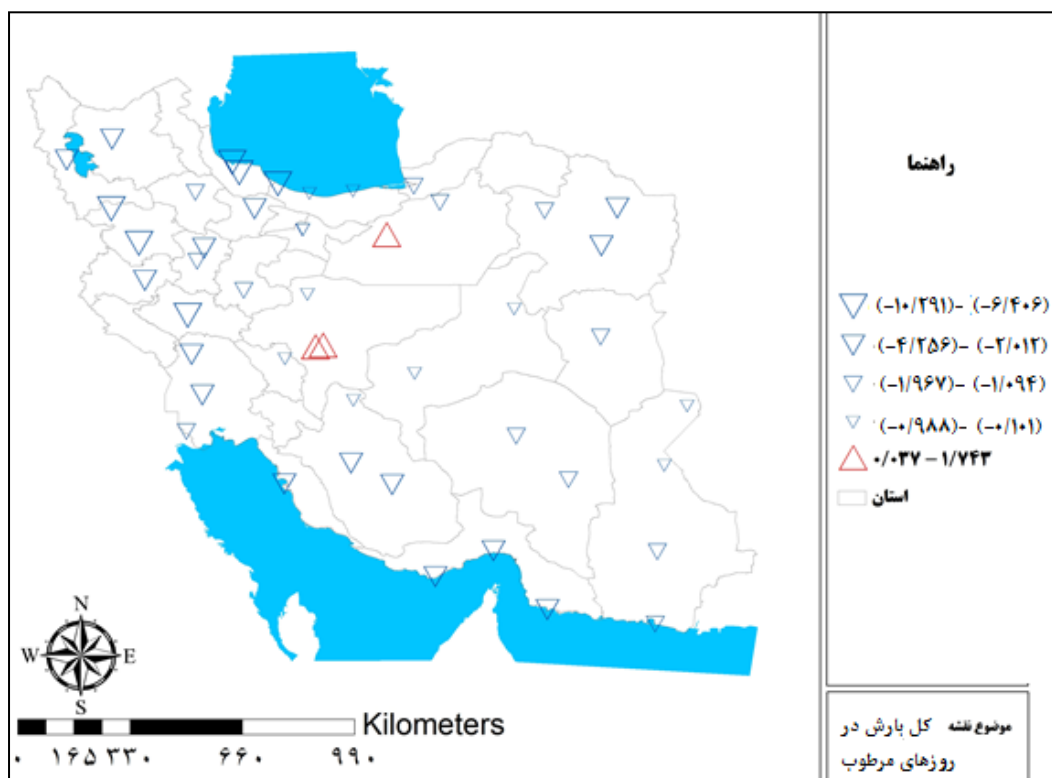 راهنما
(-۱۰/۲۹۱)- (-۶/۴۰۶)
(-۴/۲۵۶)- (-۲/۰۱۲)
(-۱/۹۶۷)- (-۱/۰۹۴)
(-۰/۹۸۸)- (-۰/۱۰۱)
۰/۰۳۷ – ۱/۷۴۳
استان
N
W E
S
Kilometers
۰ ۱۶۵ ۳۳۰ ۶۶۰ ۹۹۰
موضوع نقشه کل بارش در
روزهای مرطوب